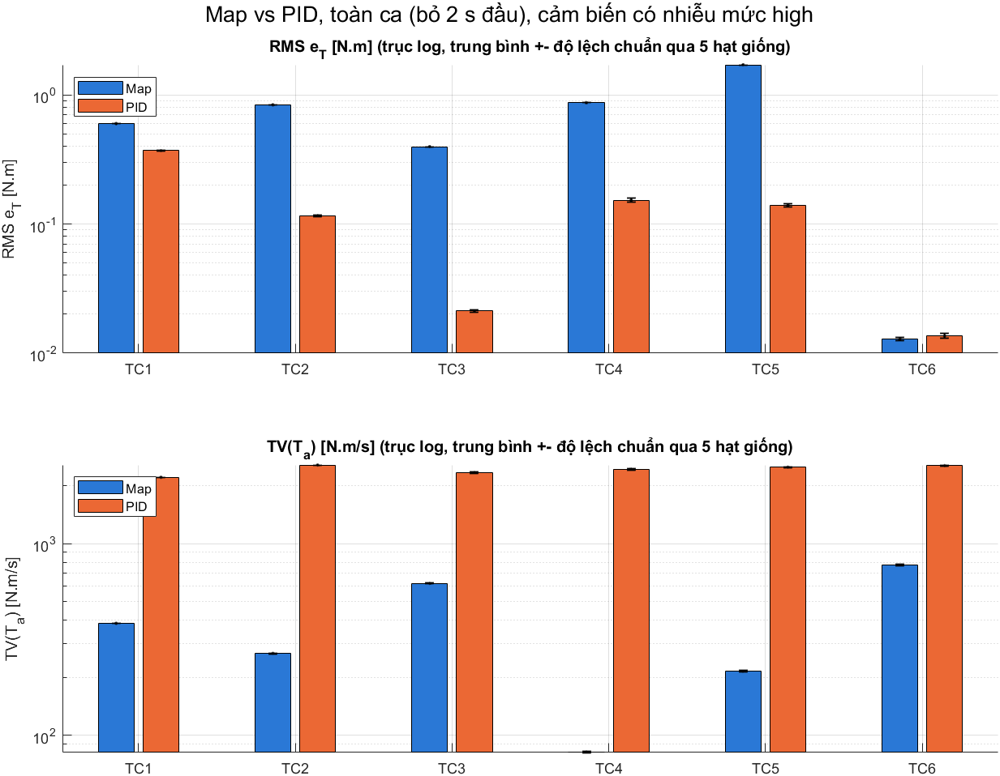 Map vs PID, toàn ca (bỏ 2 s đầu), cảm biến có nhiễu mức high
RMS e_T [N.m] (trục log, trung bình +- độ lệch chuẩn qua 5 hạt giống)
Map
PID
10^0
10^-1
10^-2
RMS e_T [N.m]
TC1 TC2 TC3 TC4 TC5 TC6
TV(T_a) [N.m/s] (trục log, trung bình +- độ lệch chuẩn qua 5 hạt giống)
Map
PID
10^3
10^2
TV(T_a) [N.m/s]
TC1 TC2 TC3 TC4 TC5 TC6